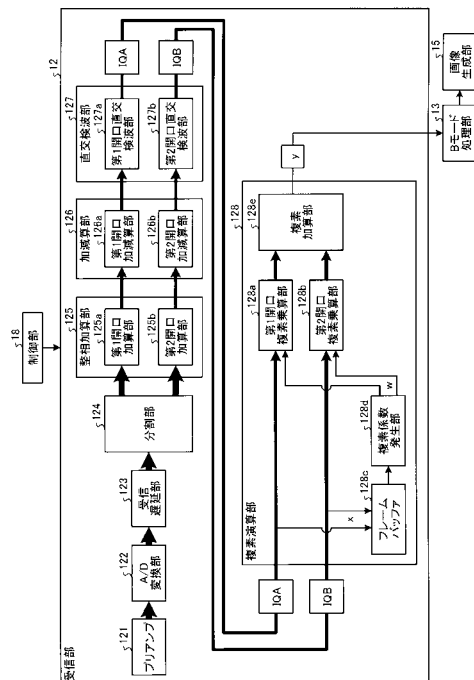 18
制御部
12
受信部
121
プリアンプ
122
A/D
変換部
123
受信
遅延部
124
分割部
125
整相加算部
125a
第1開口
加算部
125b
第2開口
加算部
126
加減算部
126a
第1開口
加減算部
126b
第2開口
加減算部
127
直交検波部
127a
第1開口直交
検波部
127b
第2開口直交
検波部
IQA
IQB
IQA
IQB
複素演算部
128
128a
第1開口
複素乗算部
128b
第2開口
複素乗算部
128c
フレーム
バッファ
128d
複素係数
発生部
128e
複素
加算部
x
w
y
13
Bモード
処理部
15
画像
生成部